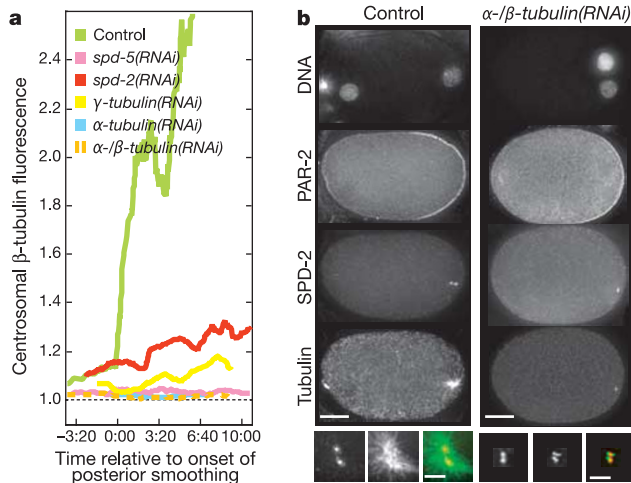 a
Centrosomal β-tubulin fluorescence
2.4
2.2
2.0
1.8
1.6
1.4
1.2
1.0
Control
spd-5(RNAi)
spd-2(RNAi)
γ-tubulin(RNAi)
α-tubulin(RNAi)
α-/β-tubulin(RNAi)
−3:20 0:00 3:20 6:40 10:00
Time relative to onset of
posterior smoothing
b
Control α-/β-tubulin(RNAi)
DNA
PAR-2
SPD-2
Tubulin